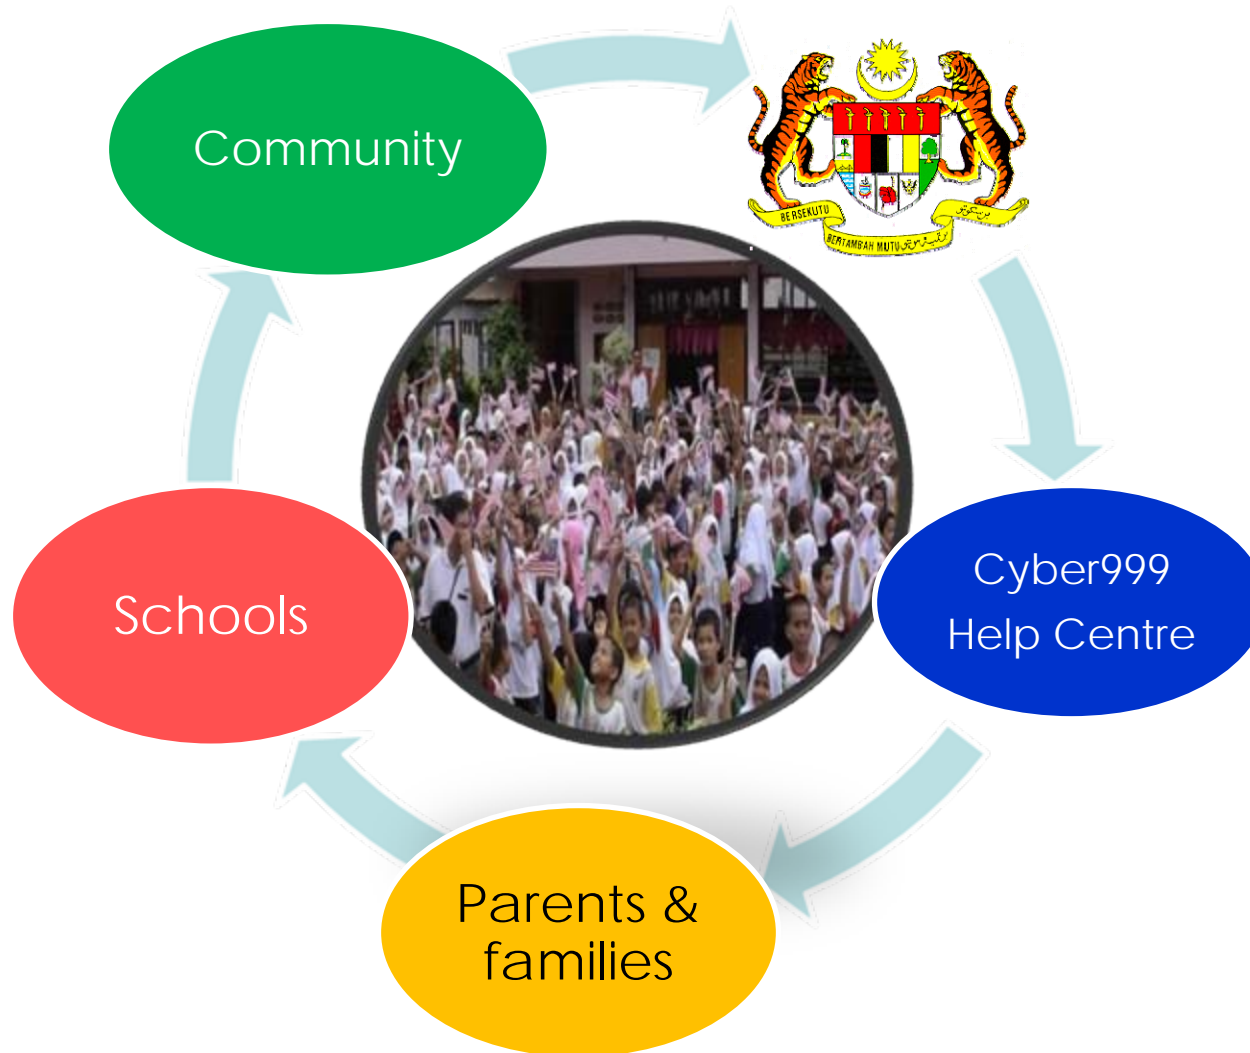 Community
BERSEKUTU
BERTAMBAH MUTU
Cyber999
Help Centre
Schools
Parents &
families